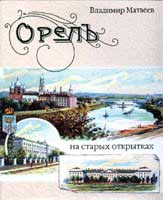 Владимир Матвеев
Орелъ
на старых открытках